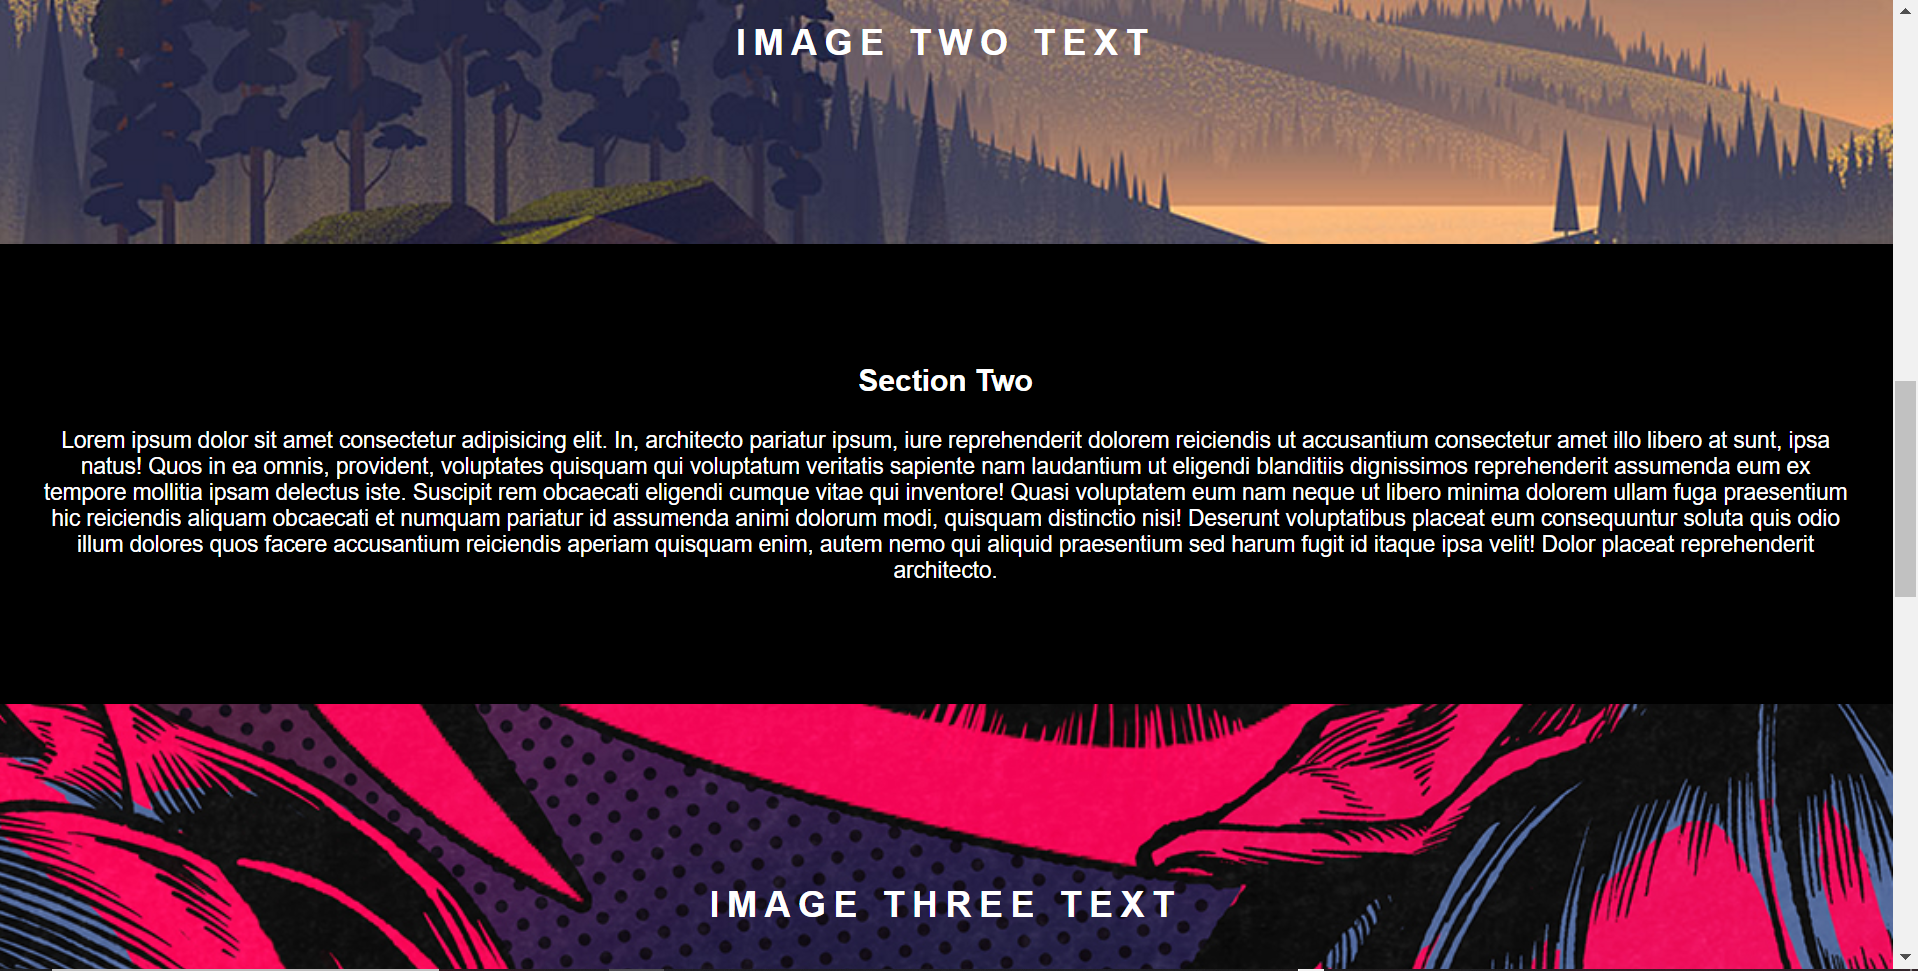 IMAGE TWO TEXT
Section Two
Lorem ipsum dolor sit amet consectetur adipisicing elit. In, architecto pariatur ipsum, iure reprehenderit dolorem reiciendis ut accusantium consectetur amet illo libero at sunt, ipsa
natus! Quos in ea omnis, provident, voluptates quisquam qui voluptatum veritatis sapiente nam laudantium ut eligendi blanditiis dignissimos reprehenderit assumenda eum ex
tempore mollitia ipsam delectus iste. Suscipit rem obcaecati eligendi cumque vitae qui inventore! Quasi voluptatem eum nam neque ut libero minima dolorem ullam fuga praesentium
hic reiciendis aliquam obcaecati et numquam pariatur id assumenda animi dolorum modi, quisquam distinctio nisi! Deserunt voluptatibus placeat eum consequuntur soluta quis odio
illum dolores quos facere accusantium reiciendis aperiam quisquam enim, autem nemo qui aliquid praesentium sed harum fugit id itaque ipsa velit! Dolor placeat reprehenderit
architecto.
IMAGE THREE TEXT